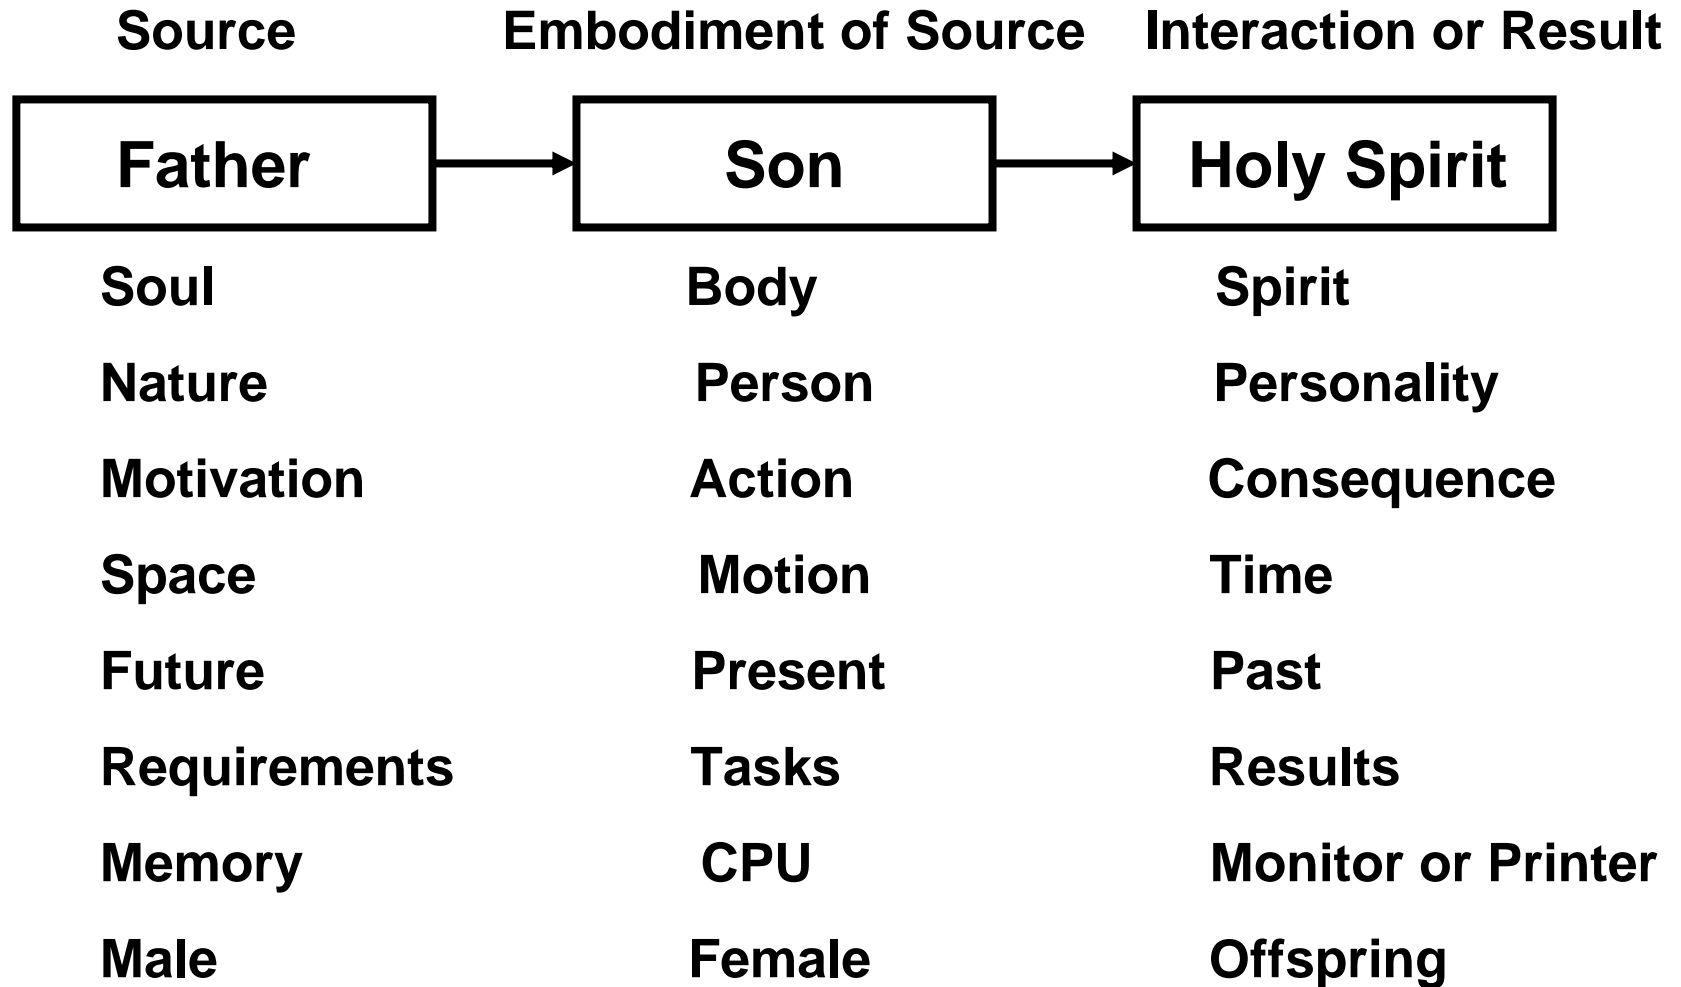 Source Embodiment of Source Interaction or Result
Father Son Holy Spirit
Soul Body Spirit
Nature Person Personality
Motivation Action Consequence
Space Motion Time
Future Present Past
Requirements Tasks Results
Memory CPU Monitor or Printer
Male Female Offspring